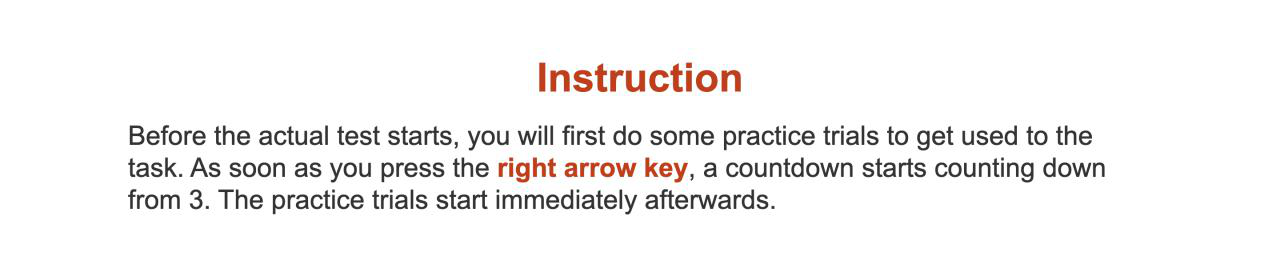 Instruction
Before the actual test starts, you will first do some practice trials to get used to the
task. As soon as you press the right arrow key, a countdown starts counting down
from 3. The practice trials start immediately afterwards.